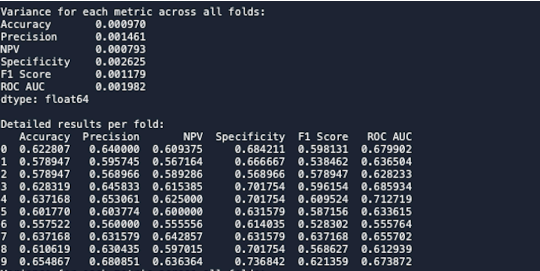 Variance for each metric across all folds:
Accuracy 0.000970
Precision 0.001461
NPV 0.000793
Specificity 0.002625
F1 Score 0.001179
ROC AUC 0.001982
dtype: float64
Detailed results per fold:
Accuracy Precision NPV Specificity F1 Score ROC AUC
0 0.622807 0.640000 0.609375 0.684211 0.598131 0.679902
1 0.578947 0.595745 0.567164 0.666667 0.538462 0.636504
2 0.578947 0.568966 0.589286 0.568966 0.578947 0.628233
3 0.628319 0.645833 0.615385 0.701754 0.596154 0.685934
4 0.637168 0.653061 0.625000 0.701754 0.609524 0.712719
5 0.601770 0.603774 0.600000 0.631579 0.587156 0.633615
6 0.557522 0.560000 0.555556 0.614035 0.528302 0.555764
7 0.637168 0.631579 0.642857 0.631579 0.637168 0.655702
8 0.610619 0.630435 0.597015 0.701754 0.568627 0.612939
9 0.654867 0.680851 0.636364 0.736842 0.621359 0.673872